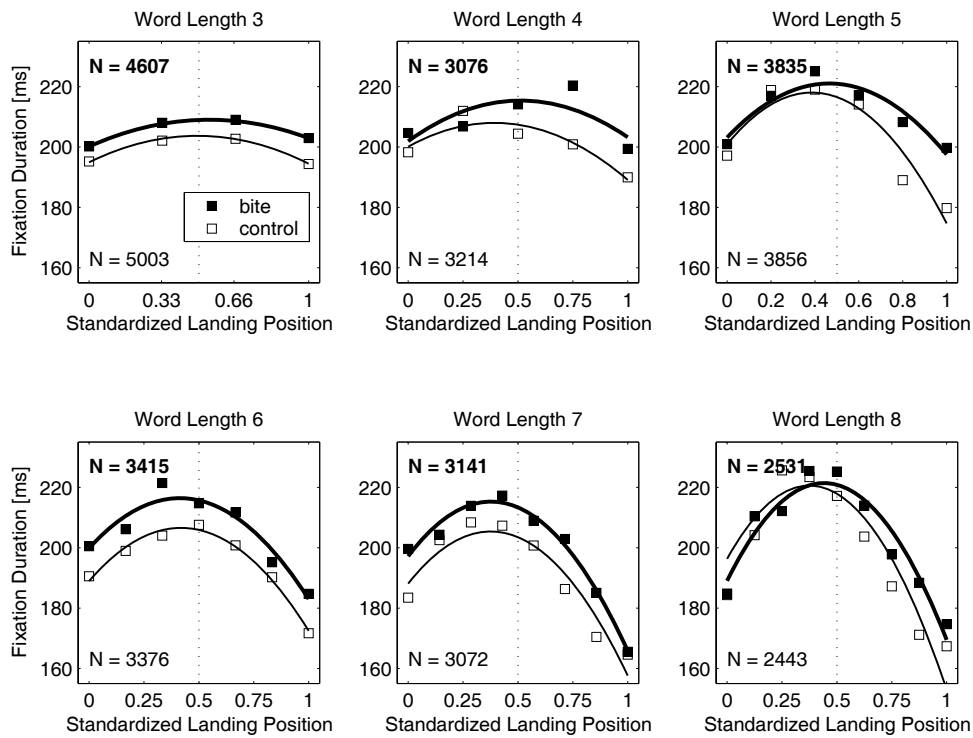 Word Length 3
Word Length 4
Word Length 5
Fixation Duration [ms]
220
200
180
160
N = 4607
bite
control
N = 5003
0 0.33 0.66 1
Standardized Landing Position
220
200
180
160
N = 3076
N = 3214
0 0.25 0.5 0.75 1
Standardized Landing Position
220
200
180
160
N = 3835
N = 3856
0 0.2 0.4 0.6 0.8 1
Standardized Landing Position
Word Length 6
Word Length 7
Word Length 8
Fixation Duration [ms]
220
200
180
160
N = 3415
N = 3376
0 0.25 0.5 0.75 1
Standardized Landing Position
220
200
180
160
N = 3141
N = 3072
0 0.25 0.5 0.75 1
Standardized Landing Position
220
200
180
160
N = 2531
N = 2443
0 0.25 0.5 0.75 1
Standardized Landing Position